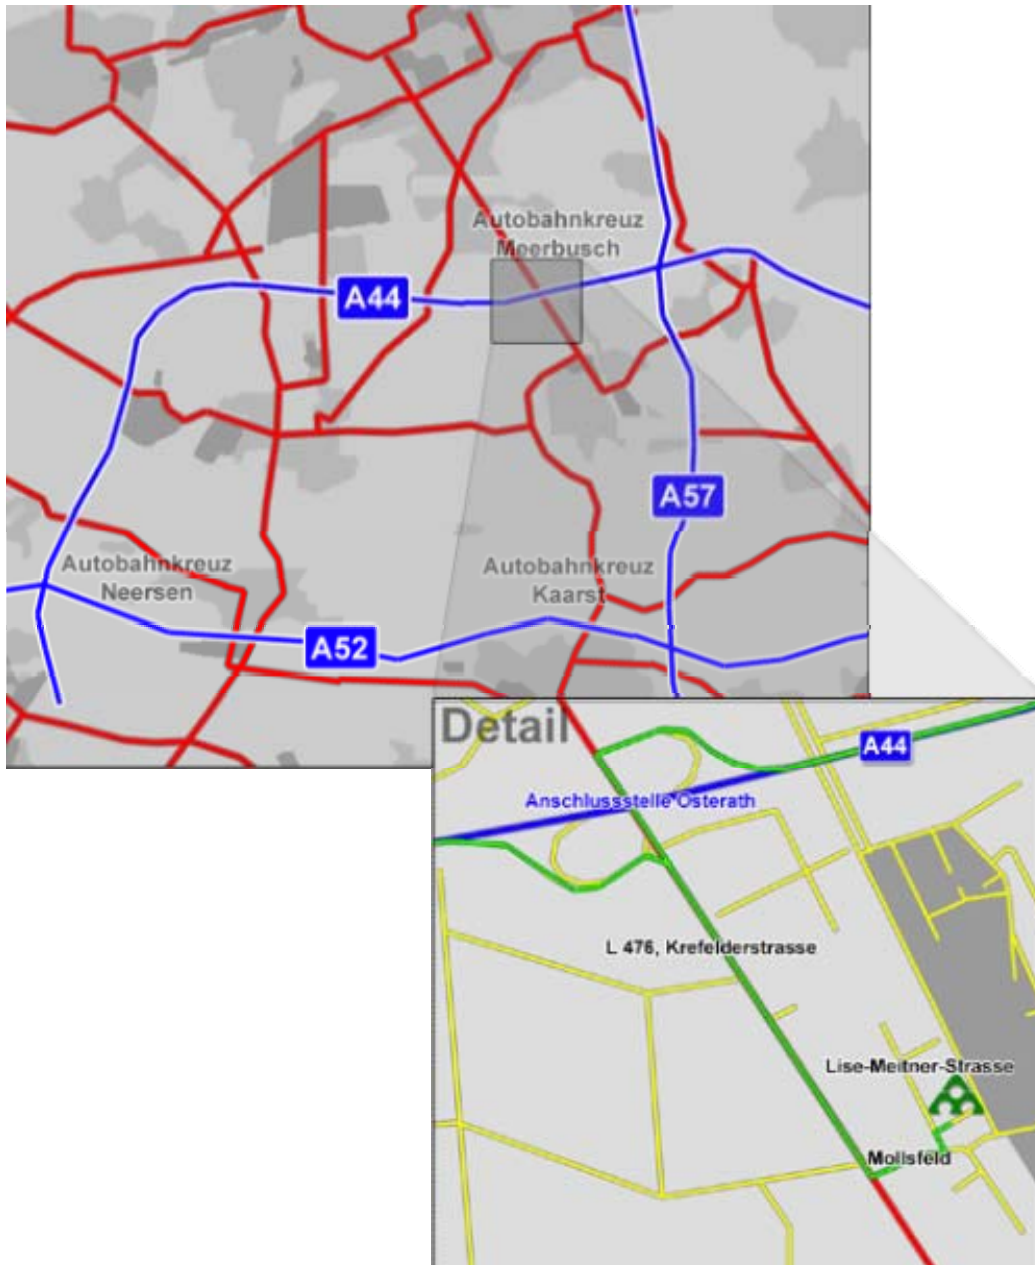 Autobahnkreuz
Meerbusch
A44
A57
Autobahnkreuz
Neersen
Autobahnkreuz
Kaarst
A52
Detail
A44
Anschlussstelle Osterath
L 476, Krefelderstrasse
Lise-Meitner-Strasse
Mollsfeld